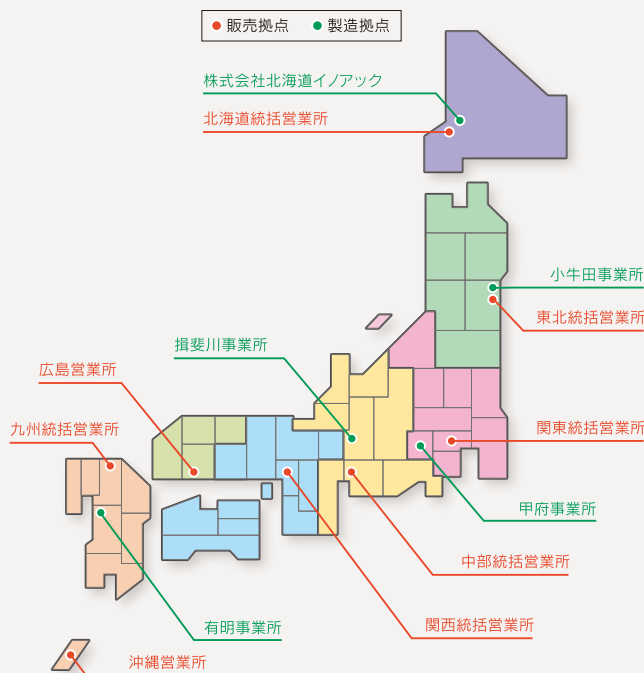 販売拠点 製造拠点
株式会社北海道イノアック
北海道統括営業所
小牛田事業所
東北統括営業所
揖斐川事業所
広島営業所
九州統括営業所
関東統括営業所
甲府事業所
中部統括営業所
関西統括営業所
有明事業所
沖縄営業所